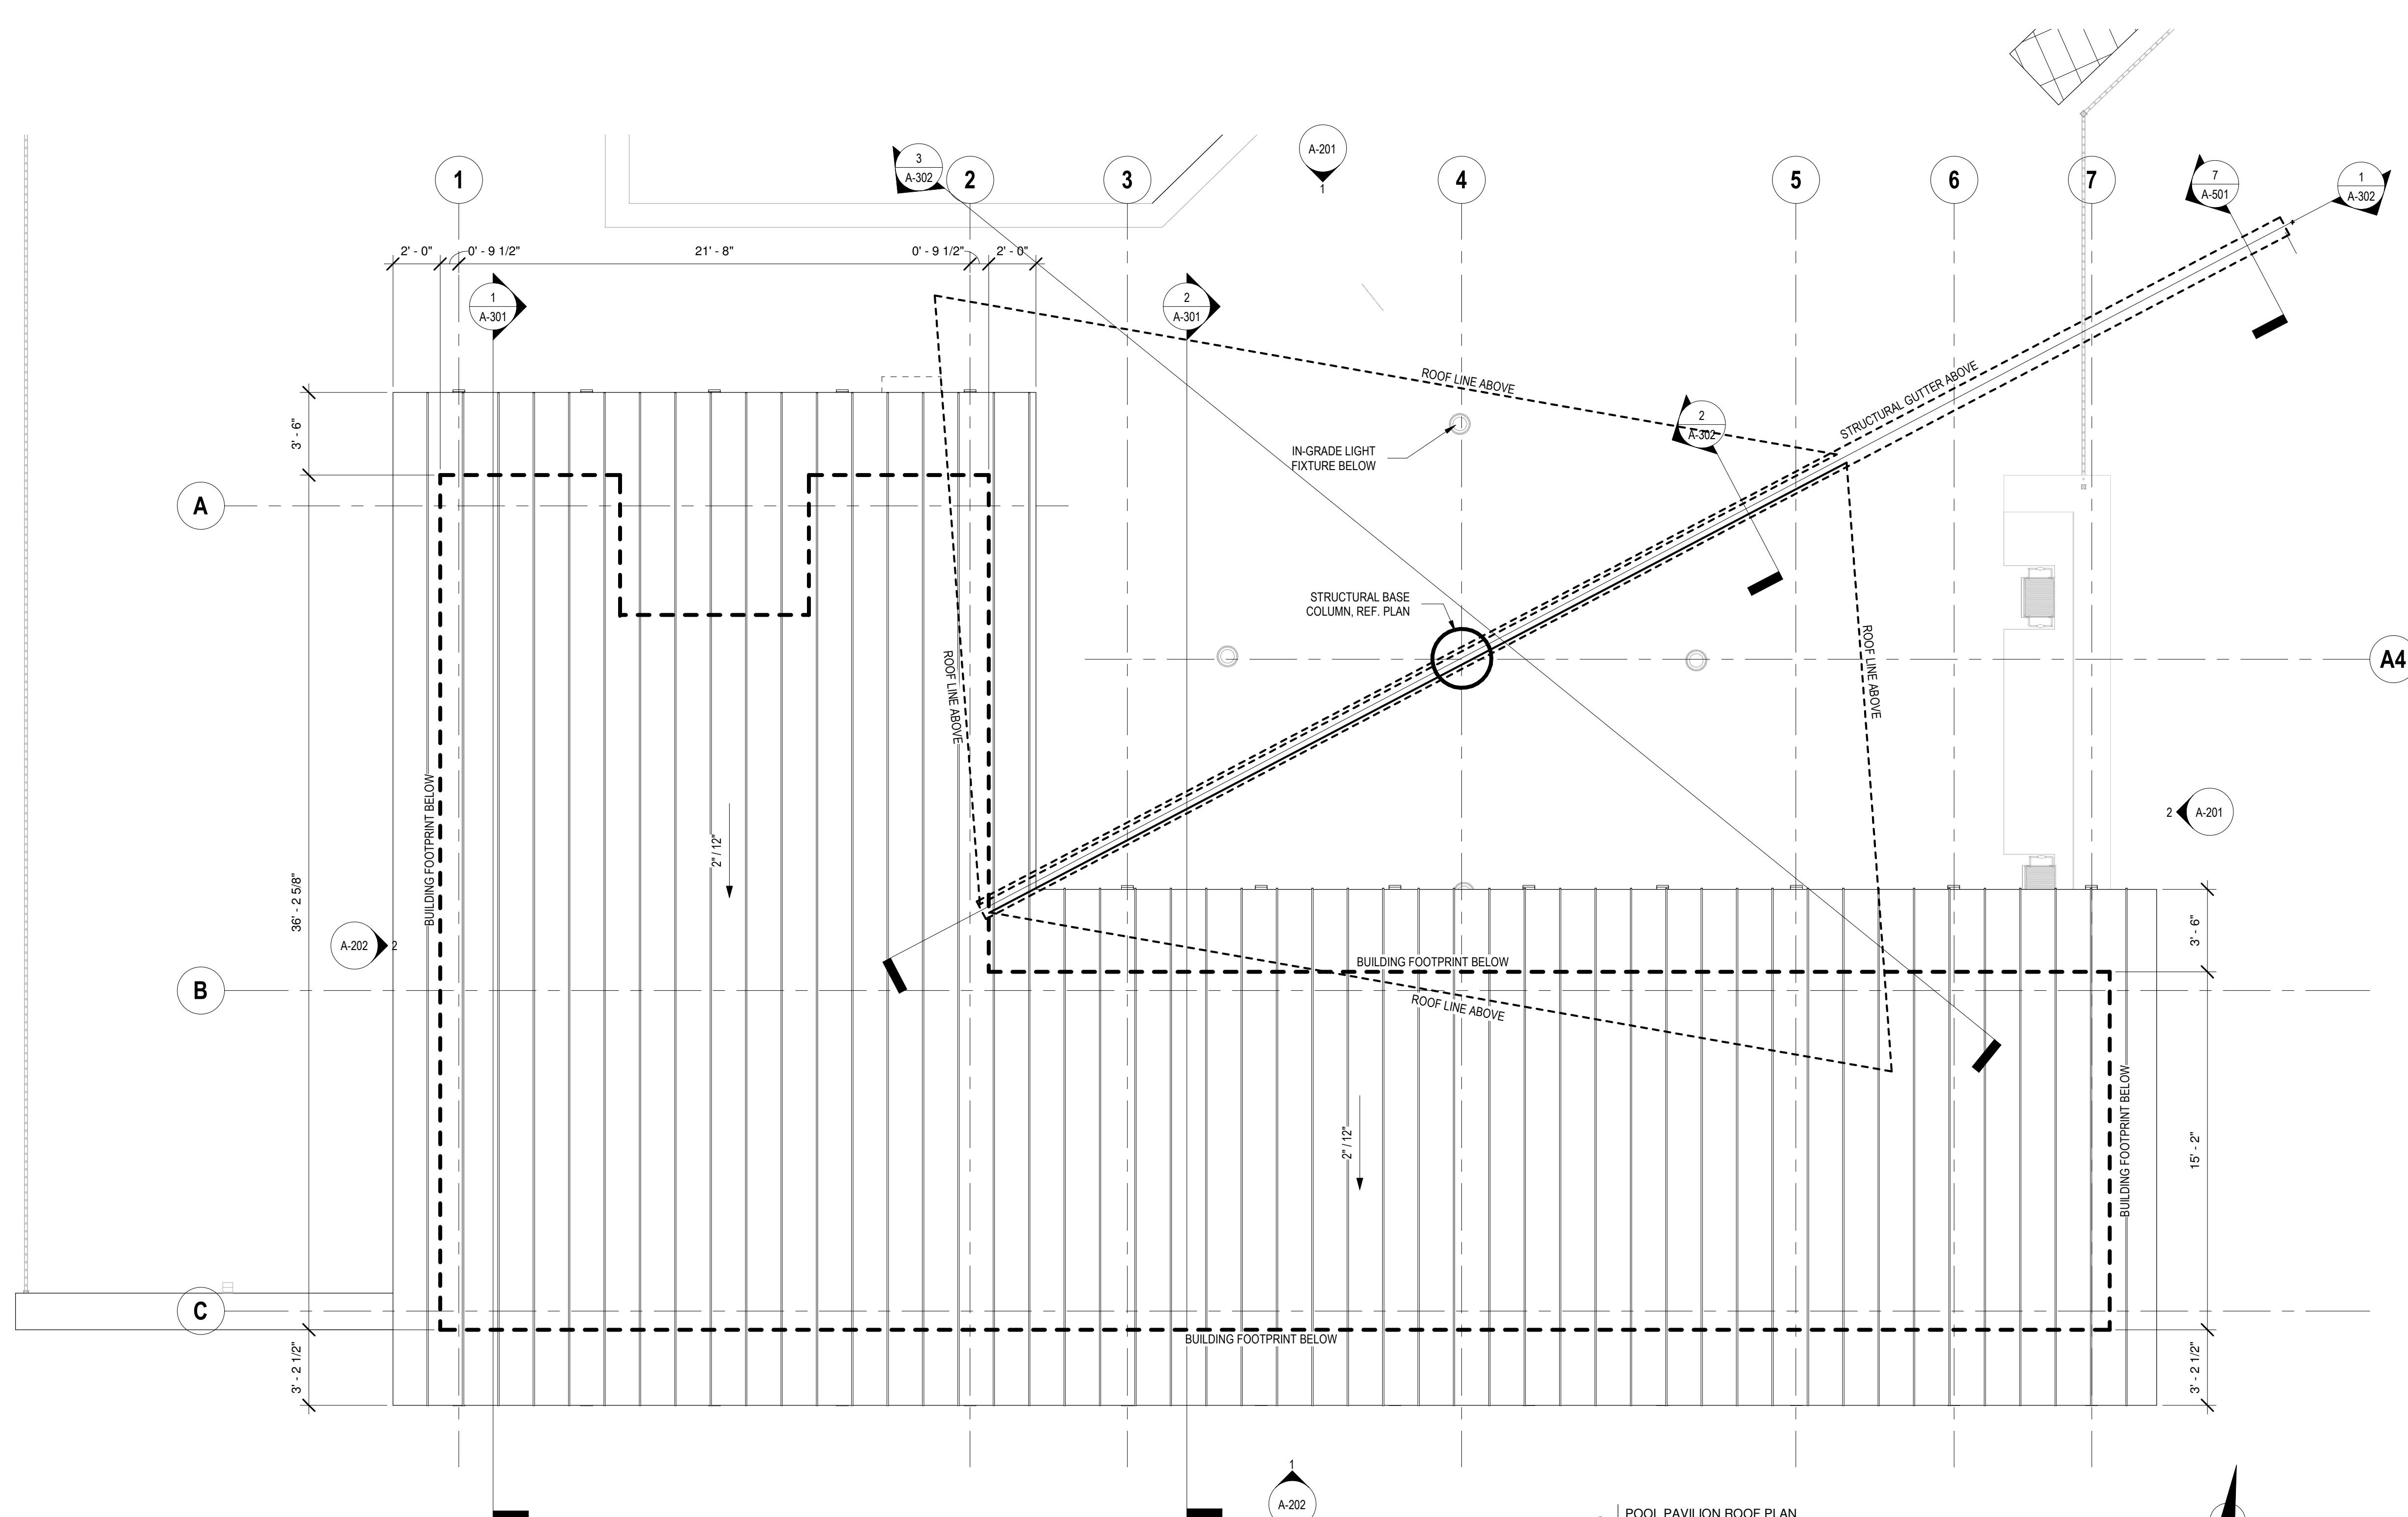 A-201
1
3
A-302
1
2
3
4
5
6
7
7
A-501
1
A-302
2' - 0"
0' - 9 1/2"
21' - 8"
0' - 9 1/2"
2' - 0"
1
A-301
2
A-301
ROOF LINE ABOVE
STRUCTURAL GUTTER ABOVE
2
A-302
3' - 6"
IN-GRADE LIGHT
FIXTURE BELOW
A
STRUCTURAL BASE
COLUMN, REF. PLAN
ROOF LINE ABOVE
ROOF LINE ABOVE
A4
BUILDING FOOTPRINT BELOW
2" / 12"
2
A-201
36' - 2 5/8"
A-202
2
3' - 6"
BUILDING FOOTPRINT BELOW
B
ROOF LINE ABOVE
2" / 12"
15' - 2"
BUILDING FOOTPRINT BELOW
C
BUILDING FOOTPRINT BELOW
3' - 2 1/2"
3' - 2 1/2"
1
A-202
POOL PAVILION ROOF PLAN